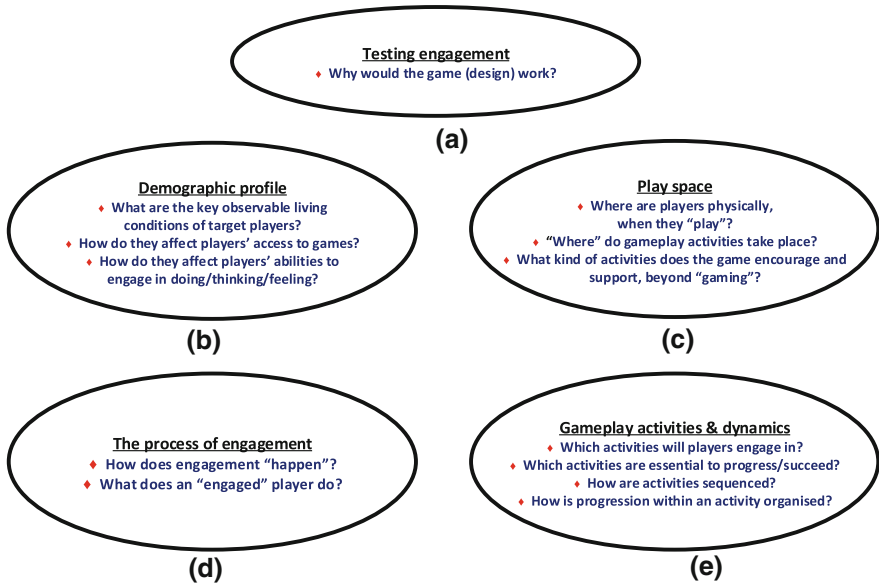 Testing engagement
♦ Why would the game (design) work?
(a)
Demographic profile
♦ What are the key observable living
conditions of target players?
♦ How do they affect players’ access to games?
♦ How do they affect players’ abilities to
engage in doing/thinking/feeling?
(b)
Play space
♦ Where are players physically,
when they “play”?
♦ “Where” do gameplay activities take place?
♦ What kind of activities does the game encourage and
support, beyond “gaming”?
(c)
The process of engagement
♦ How does engagement “happen”?
♦ What does an “engaged” player do?
(d)
Gameplay activities & dynamics
♦ Which activities will players engage in?
♦ Which activities are essential to progress/succeed?
♦ How are activities sequenced?
♦ How is progression within an activity organised?
(e)